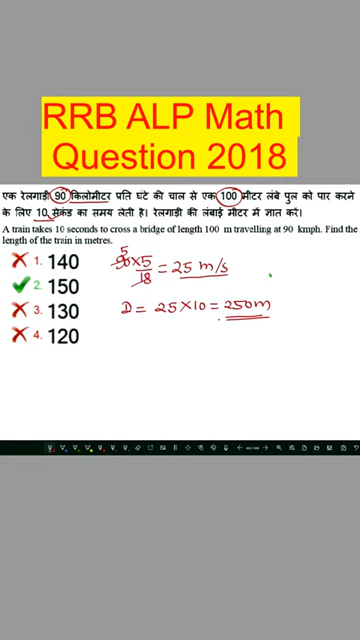 RRB ALP Math
Question 2018
एक रेलगाड़ी 90 किलोमीटर प्रति घंटे की चाल से एक 100 मीटर लंबे पुल को पार करने
के लिए 10 सेकंड का समय लेती है। रेलगाड़ी की लंबाई मीटर में ज्ञात करें।
A train takes 10 seconds to cross a bridge of length 100 m travelling at 90 kmph. Find the
length of the train in metres.
1. 140
2. 150
3. 130
4. 120
5
90 × 5
18
= 25 m/s
D = 25 × 10 = 250m